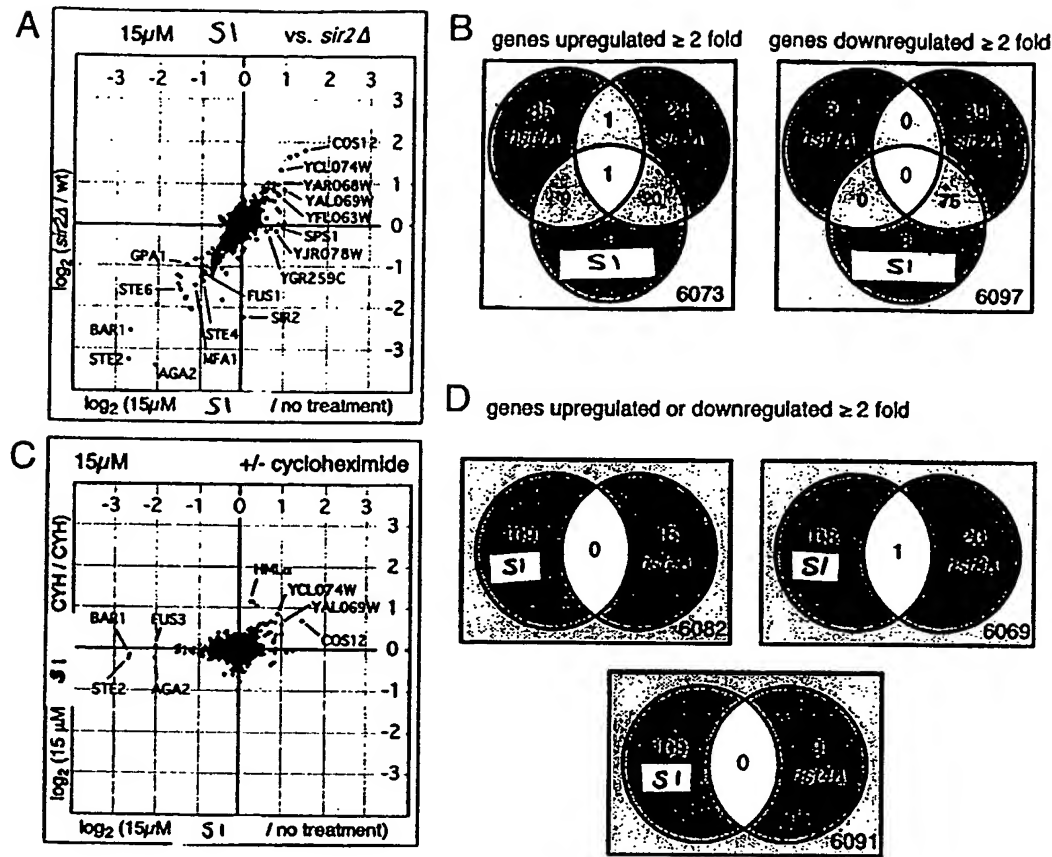 A
15µM S1 vs. sir2Δ
-3 -2 -1 0 1 2 3
3
2
1
0
-1
-2
-3
COS12
YCL074W
YAR068W
YAL069W
YFL063W
SPS1
YJR078W
YGR259C
GPA1
STE6
FUS1
SIR2
BAR1
STE4
STE2
MFA1
AGA2
log₂ (sir2Δ / wt)
log₂ (15µM S1 / no treatment)
B
genes upregulated ≥ 2 fold
1
1
S1
6073
genes downregulated ≥ 2 fold
0
0
0
S1
6097
C
15µM +/- cycloheximide
-3 -2 -1 0 1 2 3
3
2
1
0
-1
-2
-3
HMLα
YCL074W
YAL069W
COS12
BAR1
FUS3
STE2
AGA2
log₂ (15 µM S1 CYH / CYH)
log₂ (15µM S1 / no treatment)
D
genes upregulated or downregulated ≥ 2 fold
109
S1
0
6082
108
S1
1
6069
109
S1
0
6091